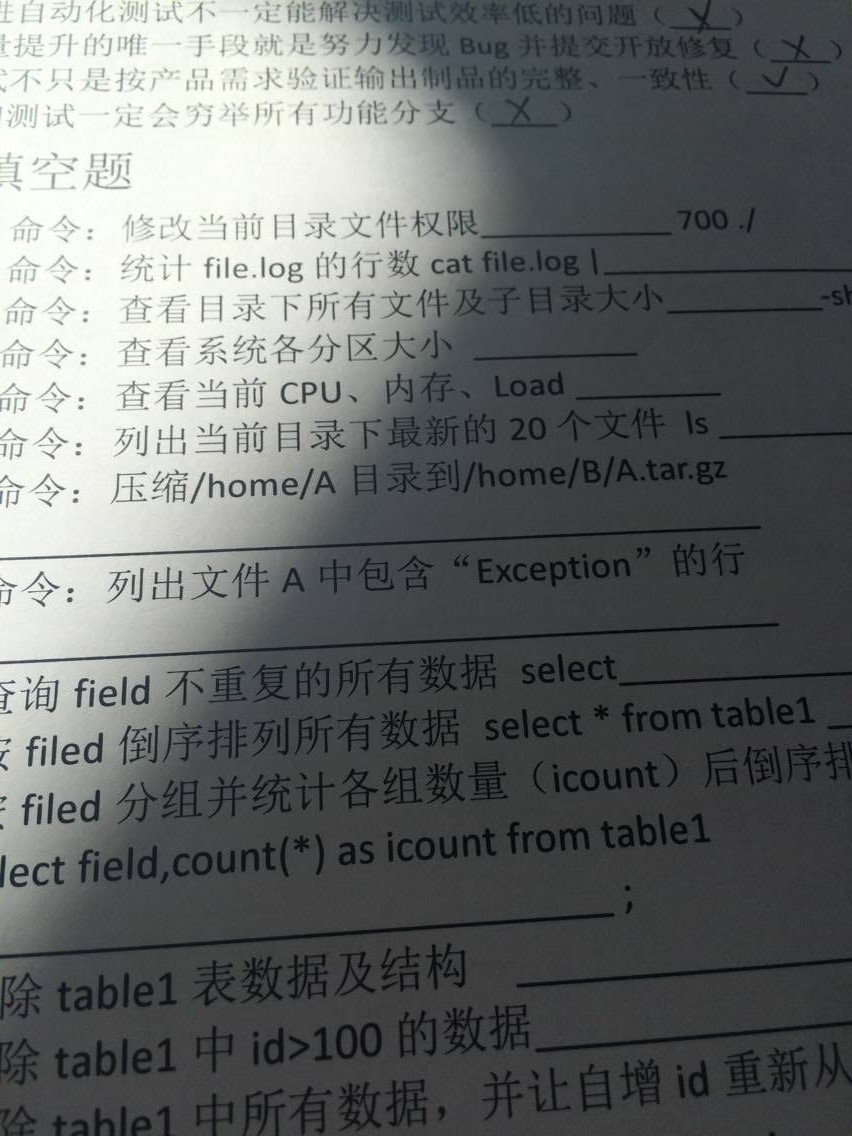 进自动化测试不一定能解决测试效率低的问题（ X ）
量提升的唯一手段就是努力发现 Bug 并提交开放修复（ X ）
式不只是按产品需求验证输出制品的完整、一致性（ √ ）
测试一定会穷举所有功能分支（ X ）
填空题
命令：修改当前目录文件权限__________ 700 ./
命令：统计 file.log 的行数 cat file.log |__________
命令：查看目录下所有文件及子目录大小__________-sh
命令：查看系统各分区大小 __________
命令：查看当前 CPU、内存、Load __________
命令：列出当前目录下最新的 20 个文件 ls __________
命令：压缩/home/A 目录到/home/B/A.tar.gz
命令：列出文件 A 中包含“Exception”的行
查询 field 不重复的所有数据 select__________
按 filed 倒序排列所有数据 select * from table1 __
按 filed 分组并统计各组数量（icount）后倒序排
lect field,count(*) as icount from table1
__________;
除 table1 表数据及结构 __________
除 table1 中 id>100 的数据__________
除 table1 中所有数据，并让自增 id 重新从